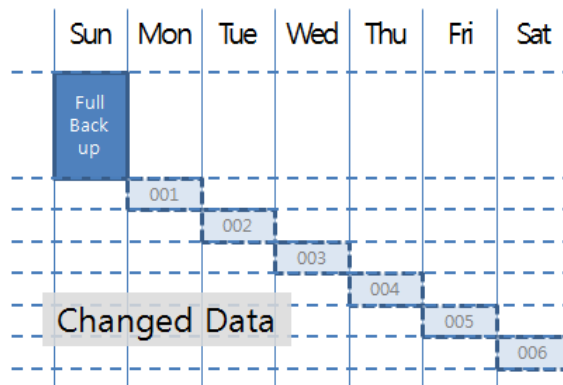 Sun Mon Tue Wed Thu Fri Sat
Full
Back
up
001
002
003
004
Changed Data
005
006